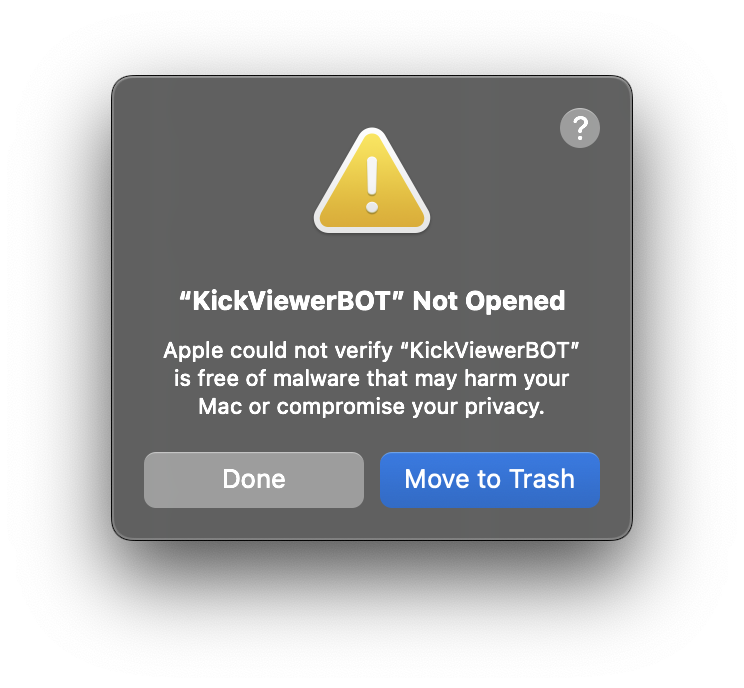 ?
“KickViewerBOT” Not Opened
Apple could not verify “KickViewerBOT”
is free of malware that may harm your
Mac or compromise your privacy.
Done
Move to Trash